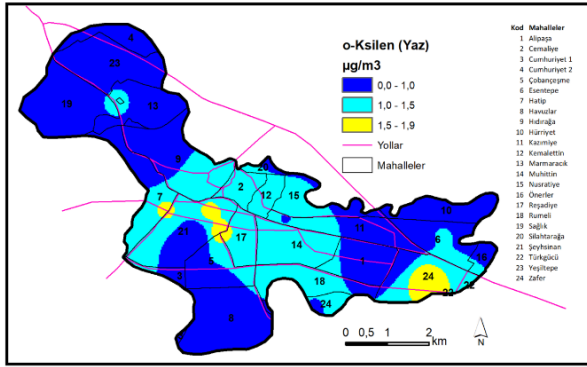 o-Ksilen (Yaz)
µg/m3
0,0 - 1,0
1,0 - 1,5
1,5 - 1,9
Yollar
Mahalleler
Kod Mahalleler
1 Alipaşa
2 Cemaliye
3 Cumhuriyet 1
4 Cumhuriyet 2
5 Çobançeşme
6 Esentepe
7 Hatip
8 Havuzlar
9 Hıdırağa
10 Hürriyet
11 Kazımiye
12 Kemalettin
13 Marmaracık
14 Muhittin
15 Nusratiye
16 Önerler
17 Reşadiye
18 Rumeli
19 Sağlık
20 Silahtarağa
21 Şeyhsinan
22 Türkgücü
23 Yeşiltepe
24 Zafer
4
23
19
13
9
20
2
12
15
7
10
21
17
11
6
14
16
5
1
3
18
24
22
24
8
0 0,5 1 2
km
N